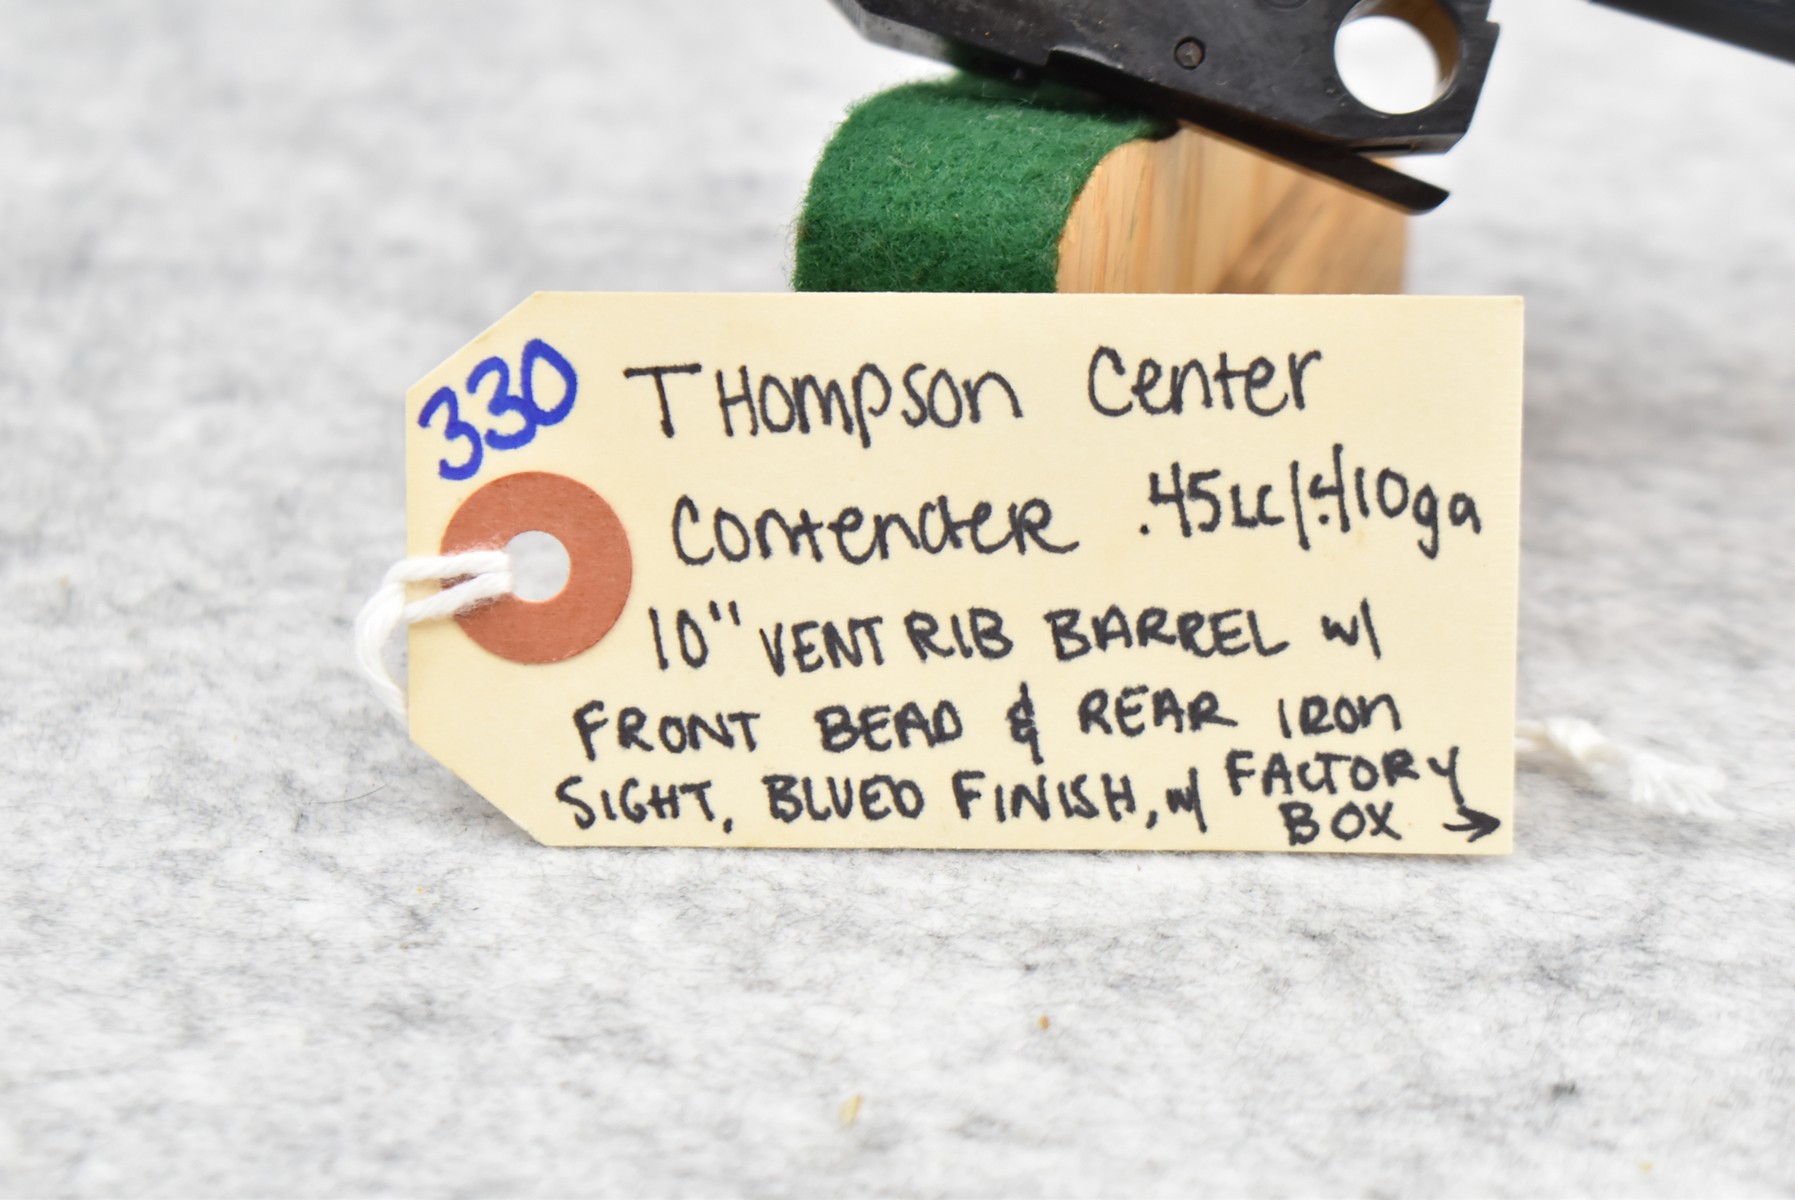 330
THompson Center
Contender .45LC/.410ga
10" VENT RIB BARREL w/
FRONT BEAD & REAR IRON
SIGHT, BLUED FINISH, w/ FACTORY
BOX →